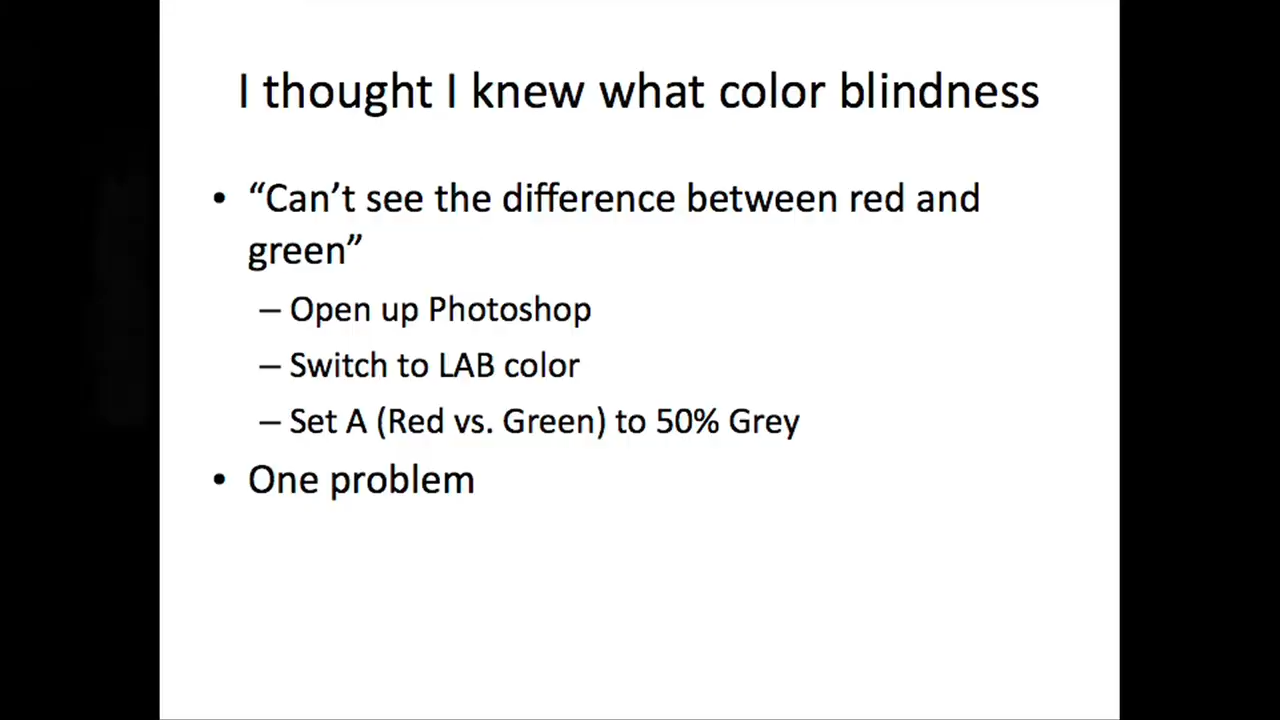 I thought I knew what color blindness
• “Can’t see the difference between red and
green”
– Open up Photoshop
– Switch to LAB color
– Set A (Red vs. Green) to 50% Grey
• One problem